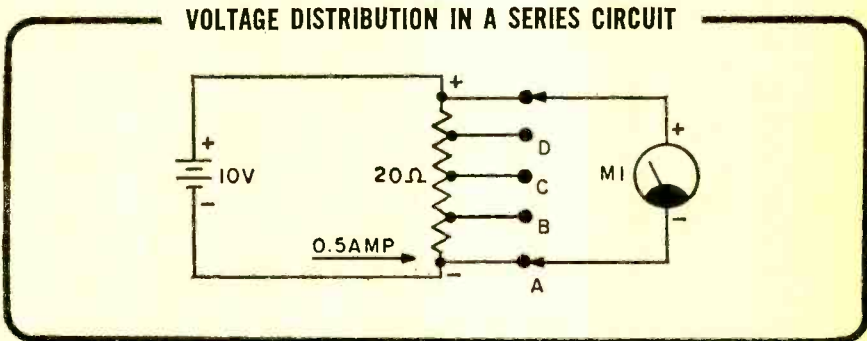 VOLTAGE DISTRIBUTION IN A SERIES CIRCUIT
+
+
10V
−
20Ω
0.5AMP
−
D
C
B
A
+
M1
−